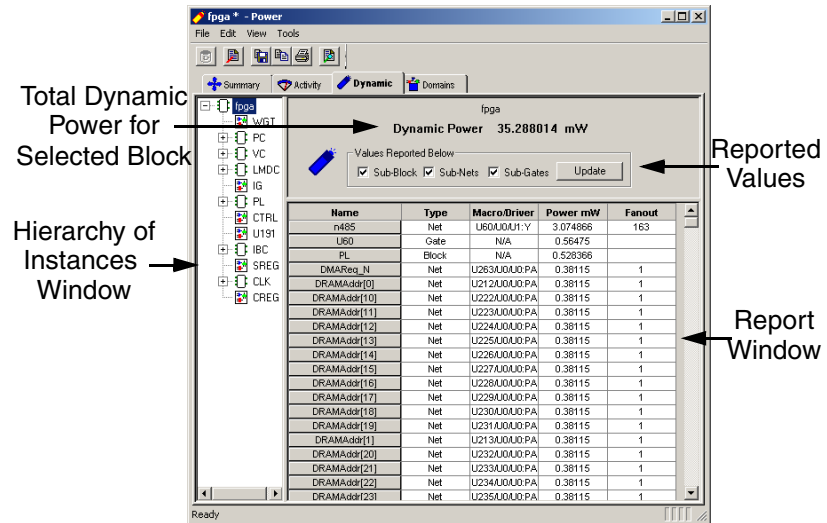 fpga * - Power
File Edit View Tools
Summary Activity Dynamic Domains
Total Dynamic
Power for
Selected Block
Hierarchy of
Instances
Window
Reported
Values
Report
Window
fpga
WGT
PC
VC
LMDC
IG
PL
CTRL
U191
IBC
SREG
CLK
CREG
fpga
Dynamic Power 35.288014 mW
Values Reported Below
Sub-Block Sub-Nets Sub-Gates Update
Name Type Macro/Driver Power mW Fanout
n485 Net U60/U0/U1:Y 3.074866 163
U60 Gate N/A 0.56475
PL Block N/A 0.528366
DMAReq_N Net U263/U0/U0:PA 0.38115 1
DRAMAddr[0] Net U212/U0/U0:PA 0.38115 1
DRAMAddr[10] Net U222/U0/U0:PA 0.38115 1
DRAMAddr[11] Net U223/U0/U0:PA 0.38115 1
DRAMAddr[12] Net U224/U0/U0:PA 0.38115 1
DRAMAddr[13] Net U225/U0/U0:PA 0.38115 1
DRAMAddr[14] Net U226/U0/U0:PA 0.38115 1
DRAMAddr[15] Net U227/U0/U0:PA 0.38115 1
DRAMAddr[16] Net U228/U0/U0:PA 0.38115 1
DRAMAddr[17] Net U229/U0/U0:PA 0.38115 1
DRAMAddr[18] Net U230/U0/U0:PA 0.38115 1
DRAMAddr[19] Net U231/U0/U0:PA 0.38115 1
DRAMAddr[1] Net U213/U0/U0:PA 0.38115 1
DRAMAddr[20] Net U232/U0/U0:PA 0.38115 1
DRAMAddr[21] Net U233/U0/U0:PA 0.38115 1
DRAMAddr[22] Net U234/U0/U0:PA 0.38115 1
DRAMAddr[23] Net U235/U0/U0:PA 0.38115 1
Ready